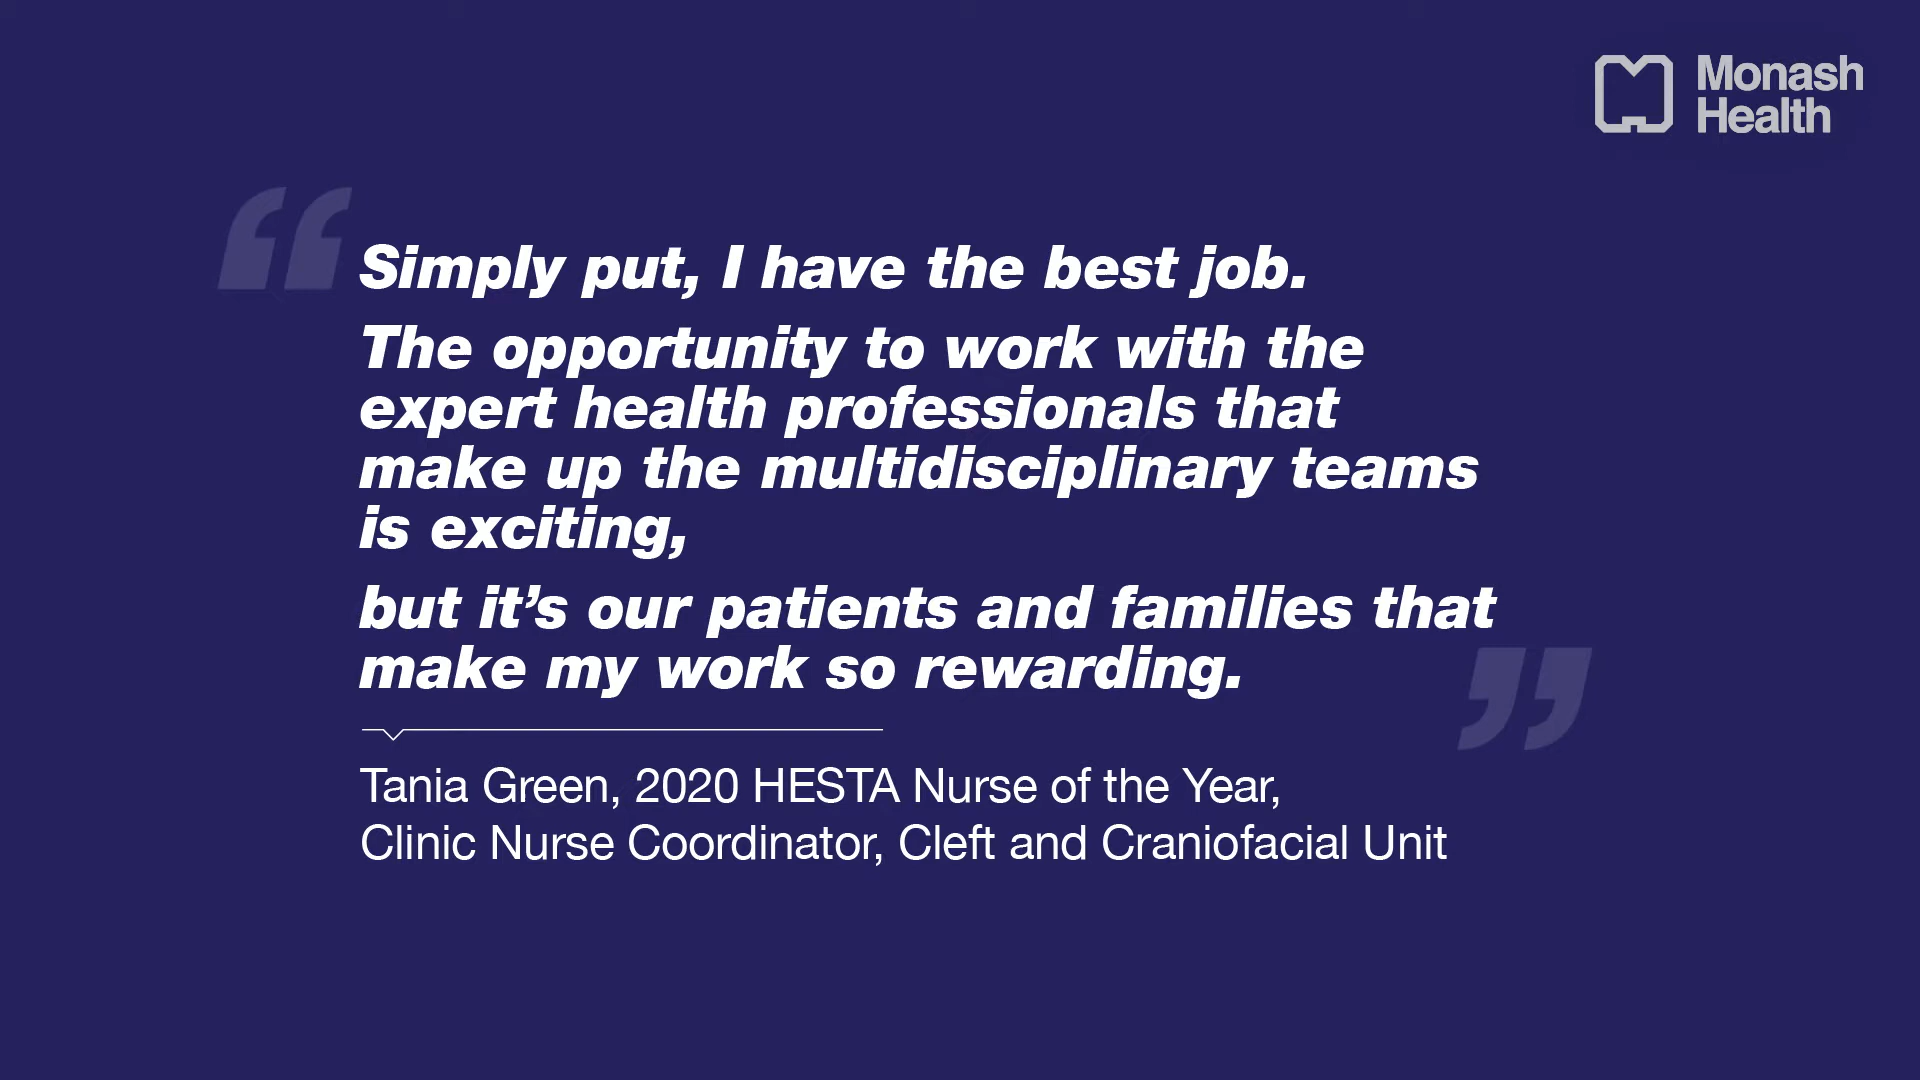 Monash
Health
“Simply put, I have the best job.
The opportunity to work with the
expert health professionals that
make up the multidisciplinary teams
is exciting,
but it’s our patients and families that
make my work so rewarding.”
Tania Green, 2020 HESTA Nurse of the Year,
Clinic Nurse Coordinator, Cleft and Craniofacial Unit